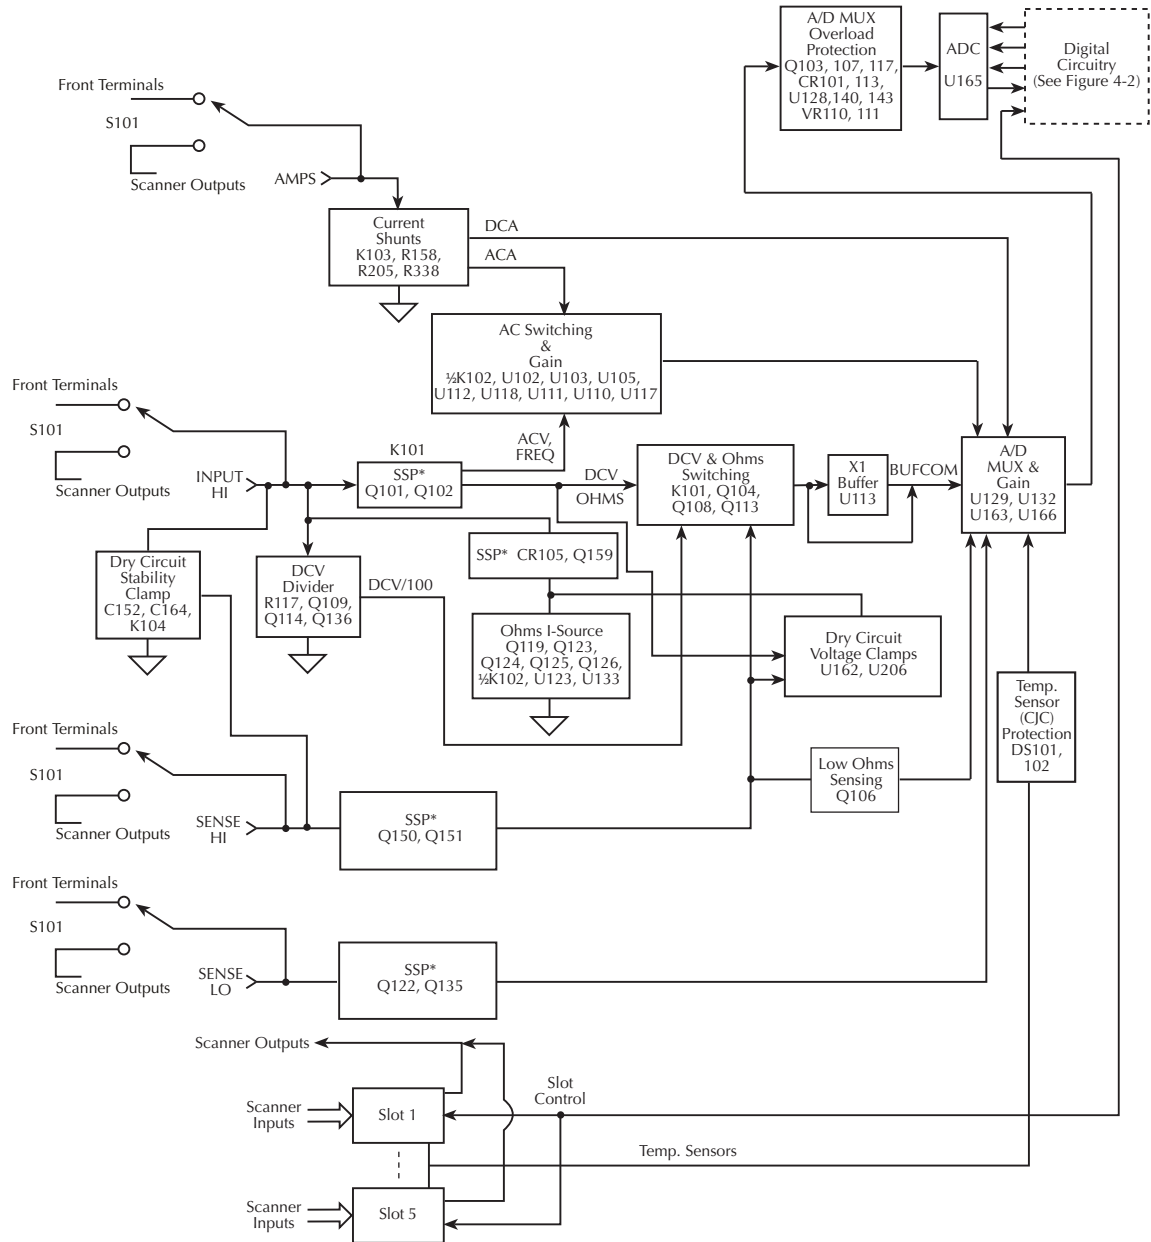 A/D MUX
Overload
Protection
Q103, 107, 117,
CR101, 113,
U128,140, 143
VR110, 111
ADC
U165
Digital
Circuitry
(See Figure 4-2)
Front Terminals
S101
Scanner Outputs
AMPS
Current
Shunts
K103, R158,
R205, R338
DCA
ACA
AC Switching
&
Gain
½K102, U102, U103, U105,
U112, U118, U111, U110, U117
Front Terminals
S101
Scanner Outputs
INPUT
HI
K101
SSP*
Q101, Q102
ACV,
FREQ
DCV
OHMS
DCV & Ohms
Switching
K101, Q104,
Q108, Q113
X1
Buffer
U113
BUFCOM
A/D
MUX &
Gain
U129, U132
U163, U166
Dry Circuit
Stability
Clamp
C152, C164,
K104
DCV
Divider
R117, Q109,
Q114, Q136
DCV/100
SSP* CR105, Q159
Ohms I-Source
Q119, Q123,
Q124, Q125, Q126,
½K102, U123, U133
Dry Circuit
Voltage Clamps
U162, U206
Temp.
Sensor
(CJC)
Protection
DS101,
102
Front Terminals
S101
Scanner Outputs
SENSE
HI
SSP*
Q150, Q151
Low Ohms
Sensing
Q106
Front Terminals
S101
Scanner Outputs
SENSE
LO
SSP*
Q122, Q135
Scanner Outputs
Scanner
Inputs
Slot 1
Slot
Control
Temp. Sensors
Scanner
Inputs
Slot 5